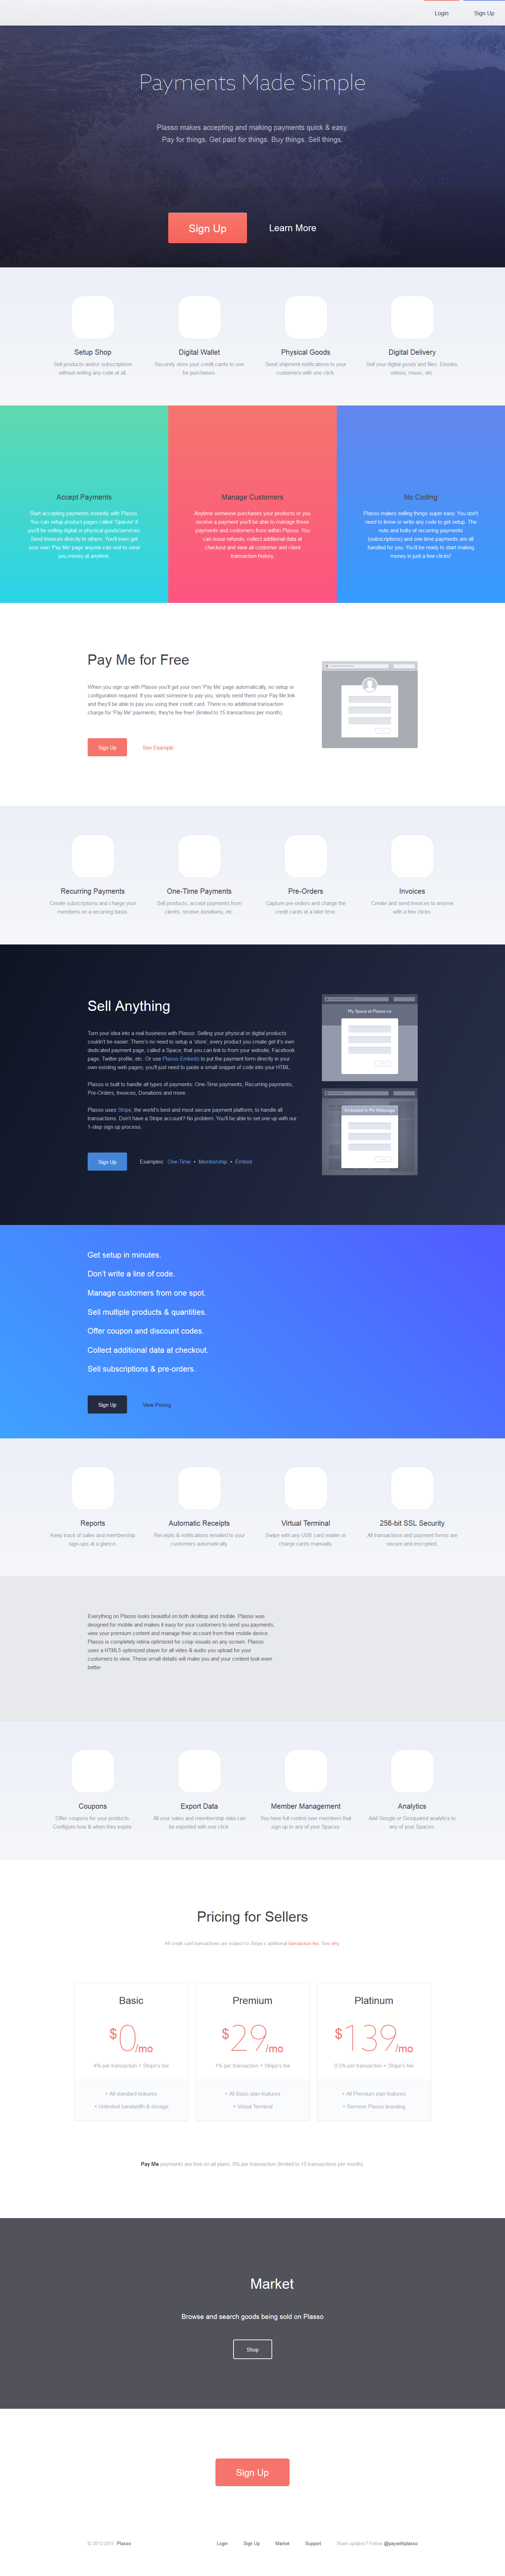 Login Sign Up
Payments Made Simple
Plasso makes accepting and making payments quick & easy.
Pay for things. Get paid for things. Buy things. Sell things.
Sign Up Learn More
Setup Shop
Sell products and/or subscriptions
without writing any code at all.
Digital Wallet
Securely store your credit cards to use
for purchases.
Physical Goods
Send shipment notifications to your
customers with one click.
Digital Delivery
Sell your digital goods and files. Ebooks,
videos, music, etc.
Accept Payments
Start accepting payments instantly with Plasso.
You can setup product pages called 'Spaces' if
you'll be selling digital or physical goods/services.
Send invoices directly to others. You'll even get
your own 'Pay Me' page anyone can visit to send
you money at anytime.
Manage Customers
Anytime someone purchases your products or you
receive a payment you'll be able to manage those
payments and customers from within Plasso. You
can issue refunds, collect additional data at
checkout and view all customer and client
transaction history.
No Coding
Plasso makes selling things super easy. You don't
need to know or write any code to get setup. The
nuts and bolts of recurring payments
(subscriptions) and one-time payments are all
handled for you. You'll be ready to start making
money in just a few clicks!
Pay Me for Free
When you sign up with Plasso you'll get your own 'Pay Me' page automatically, no setup or
configuration required. If you want someone to pay you, simply send them your Pay Me link
and they'll be able to pay you using their credit card. There is no additional transaction
charge for 'Pay Me' payments, they're free! (limited to 15 transactions per month)
Sign Up See Example
Recurring Payments
Create subscriptions and charge your
members on a recurring basis.
One-Time Payments
Sell products, accept payments from
clients, receive donations, etc.
Pre-Orders
Capture pre-orders and charge the
credit cards at a later time.
Invoices
Create and send invoices to anyone
with a few clicks.
Sell Anything
Turn your idea into a real business with Plasso. Selling your physical or digital products
couldn't be easier. There's no need to setup a 'store', every product you create get it's own
dedicated payment page, called a Space, that you can link to from your website, Facebook
page, Twitter profile, etc. Or use Plasso Embeds to put the payment form directly in your
own existing web pages; you'll just need to paste a small snippet of code into your HTML.
Plasso is built to handle all types of payments: One-Time payments, Recurring payments,
Pre-Orders, Invoices, Donations and more.
Plasso uses Stripe, the world's best and most secure payment platform, to handle all
transactions. Don't have a Stripe account? No problem. You'll be able to set one up with our
1-step sign up process.
Sign Up Examples: One-Time • Membership • Embed
My Space at Plasso.co
Embedded in My Webpage
Get setup in minutes.
Don't write a line of code.
Manage customers from one spot.
Sell multiple products & quantities.
Offer coupon and discount codes.
Collect additional data at checkout.
Sell subscriptions & pre-orders.
Sign Up View Pricing
Reports
Keep track of sales and membership
sign-ups at a glance.
Automatic Receipts
Receipts & notifications emailed to your
customers automatically.
Virtual Terminal
Swipe with any USB card reader or
charge cards manually.
256-bit SSL Security
All transactions and payment forms are
secure and encrypted.
Everything on Plasso looks beautiful on both desktop and mobile. Plasso was
designed for mobile and makes it easy for your customers to send you payments,
view your premium content and manage their account from their mobile device.
Plasso is completely retina optimized for crisp visuals on any screen. Plasso
uses a HTML5 optimized player for all video & audio you upload for your
customers to view. These small details will make you and your content look even
better.
Coupons
Offer coupons for your products.
Configure how & when they expire.
Export Data
All your sales and membership data can
be exported with one click.
Member Management
You have full control over members that
sign up to any of your Spaces.
Analytics
Add Google or Gosquared analytics to
any of your Spaces.
Pricing for Sellers
All credit card transactions are subject to Stripe's additional transaction fee. See why.
Basic
$0/mo
4% per transaction + Stripe's fee
+ All standard features
+ Unlimited bandwidth & storage
Premium
$29/mo
1% per transaction + Stripe's fee
+ All Basic plan features
+ Virtual Terminal
Platinum
$139/mo
0.5% per transaction + Stripe's fee
+ All Premium plan features
+ Remove Plasso branding
Pay Me payments are free on all plans: 0% per transaction (limited to 15 transactions per month)
Market
Browse and search goods being sold on Plasso
Shop
Sign Up
© 2012-2015 Plasso Login Sign Up Market Support Want updates? Follow @paywithplasso